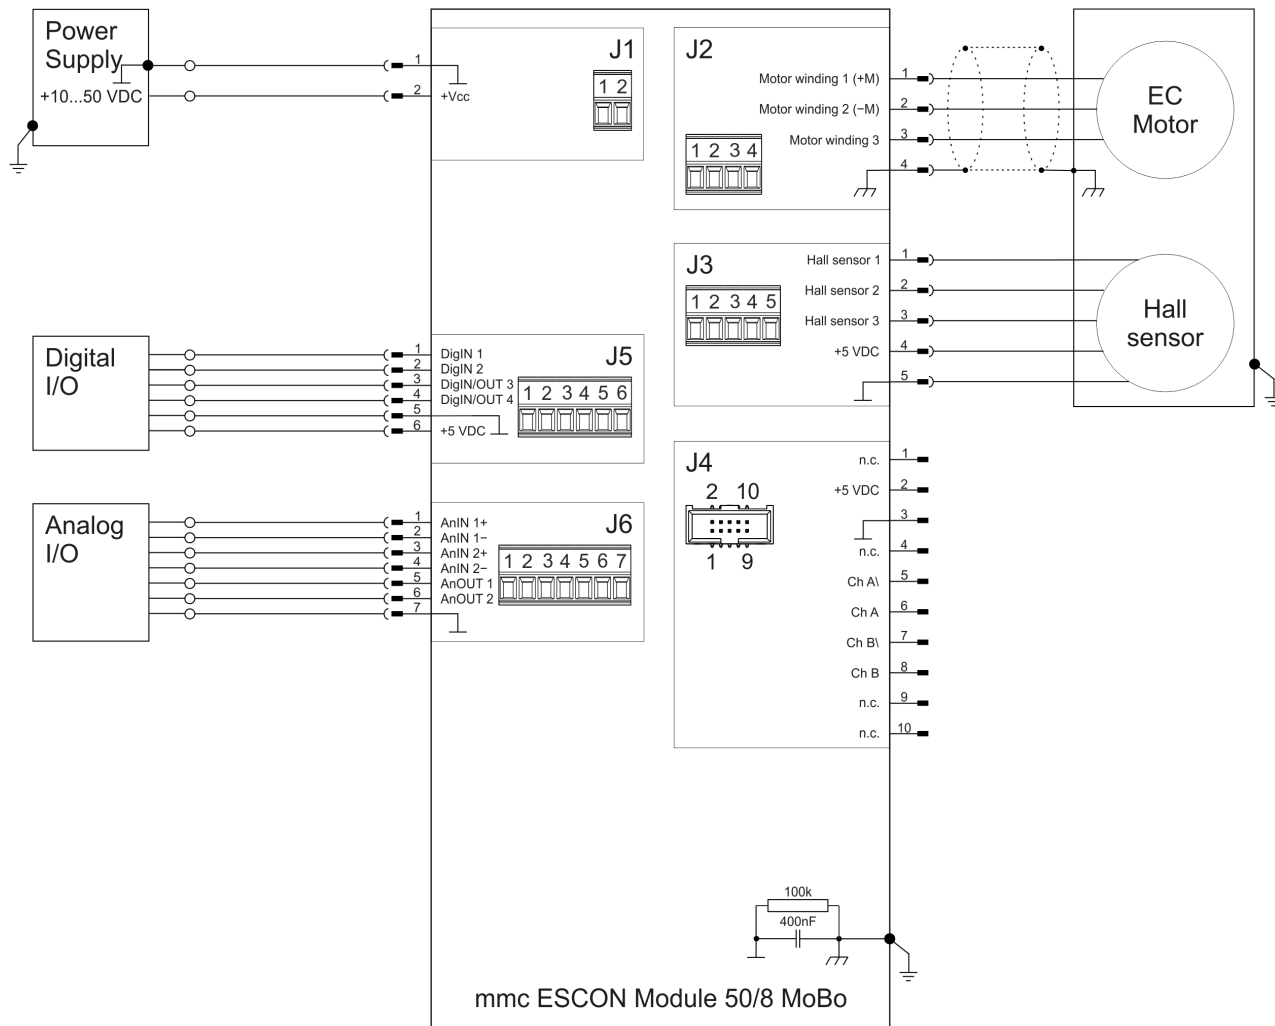 Power
Supply
+10...50 VDC
1
2
+Vcc
J1
1 2
J2
Motor winding 1 (+M)
1
Motor winding 2 (−M)
2
Motor winding 3
3
4
1 2 3 4
EC
Motor
J3
Hall sensor 1
1
Hall sensor 2
2
Hall sensor 3
3
+5 VDC
4
5
1 2 3 4 5
Hall
sensor
Digital
I/O
1
DigIN 1
2
DigIN 2
3
DigIN/OUT 3
4
DigIN/OUT 4
5
6
+5 VDC
J5
1 2 3 4 5 6
J4
2 10
1 9
n.c.
1
+5 VDC
2
3
n.c.
4
Ch A\
5
Ch A
6
Ch B\
7
Ch B
8
n.c.
9
n.c.
10
Analog
I/O
1
AnIN 1+
2
AnIN 1−
3
AnIN 2+
4
AnIN 2−
5
AnOUT 1
6
AnOUT 2
7
J6
1 2 3 4 5 6 7
100k
400nF
mmc ESCON Module 50/8 MoBo